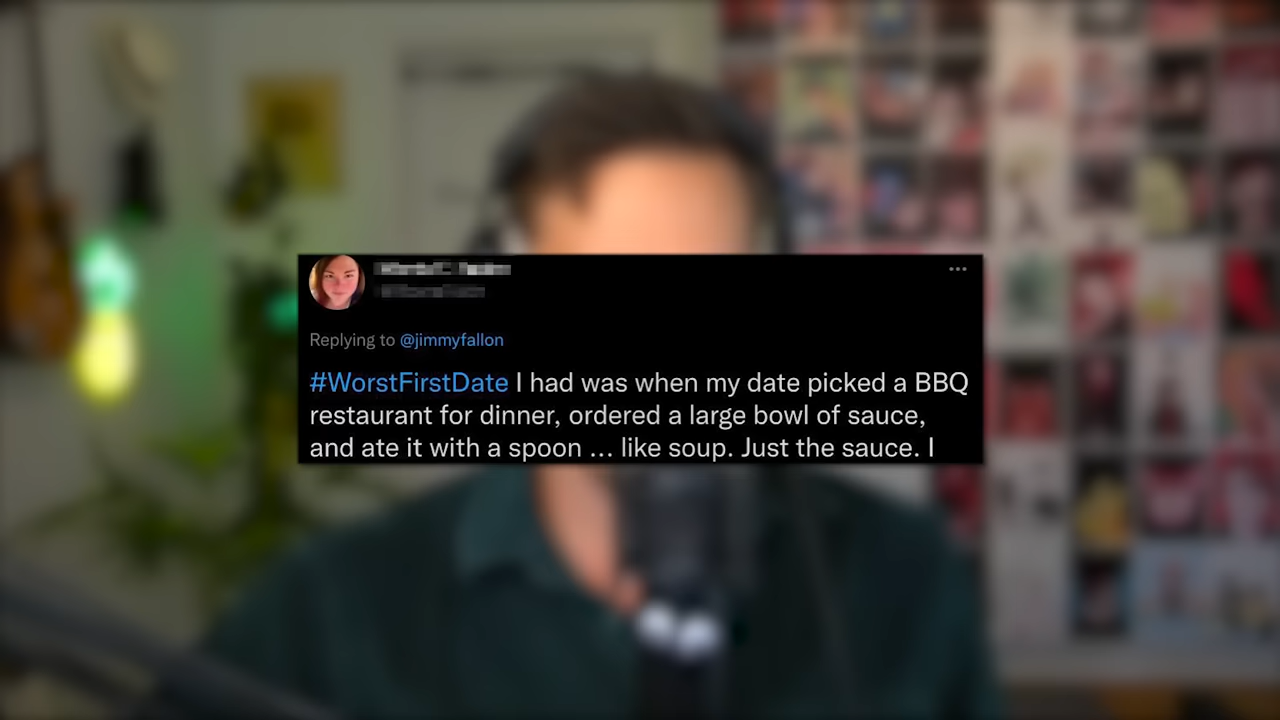 Replying to @jimmyfallon
#WorstFirstDate I had was when my date picked a BBQ
restaurant for dinner, ordered a large bowl of sauce,
and ate it with a spoon … like soup. Just the sauce. I